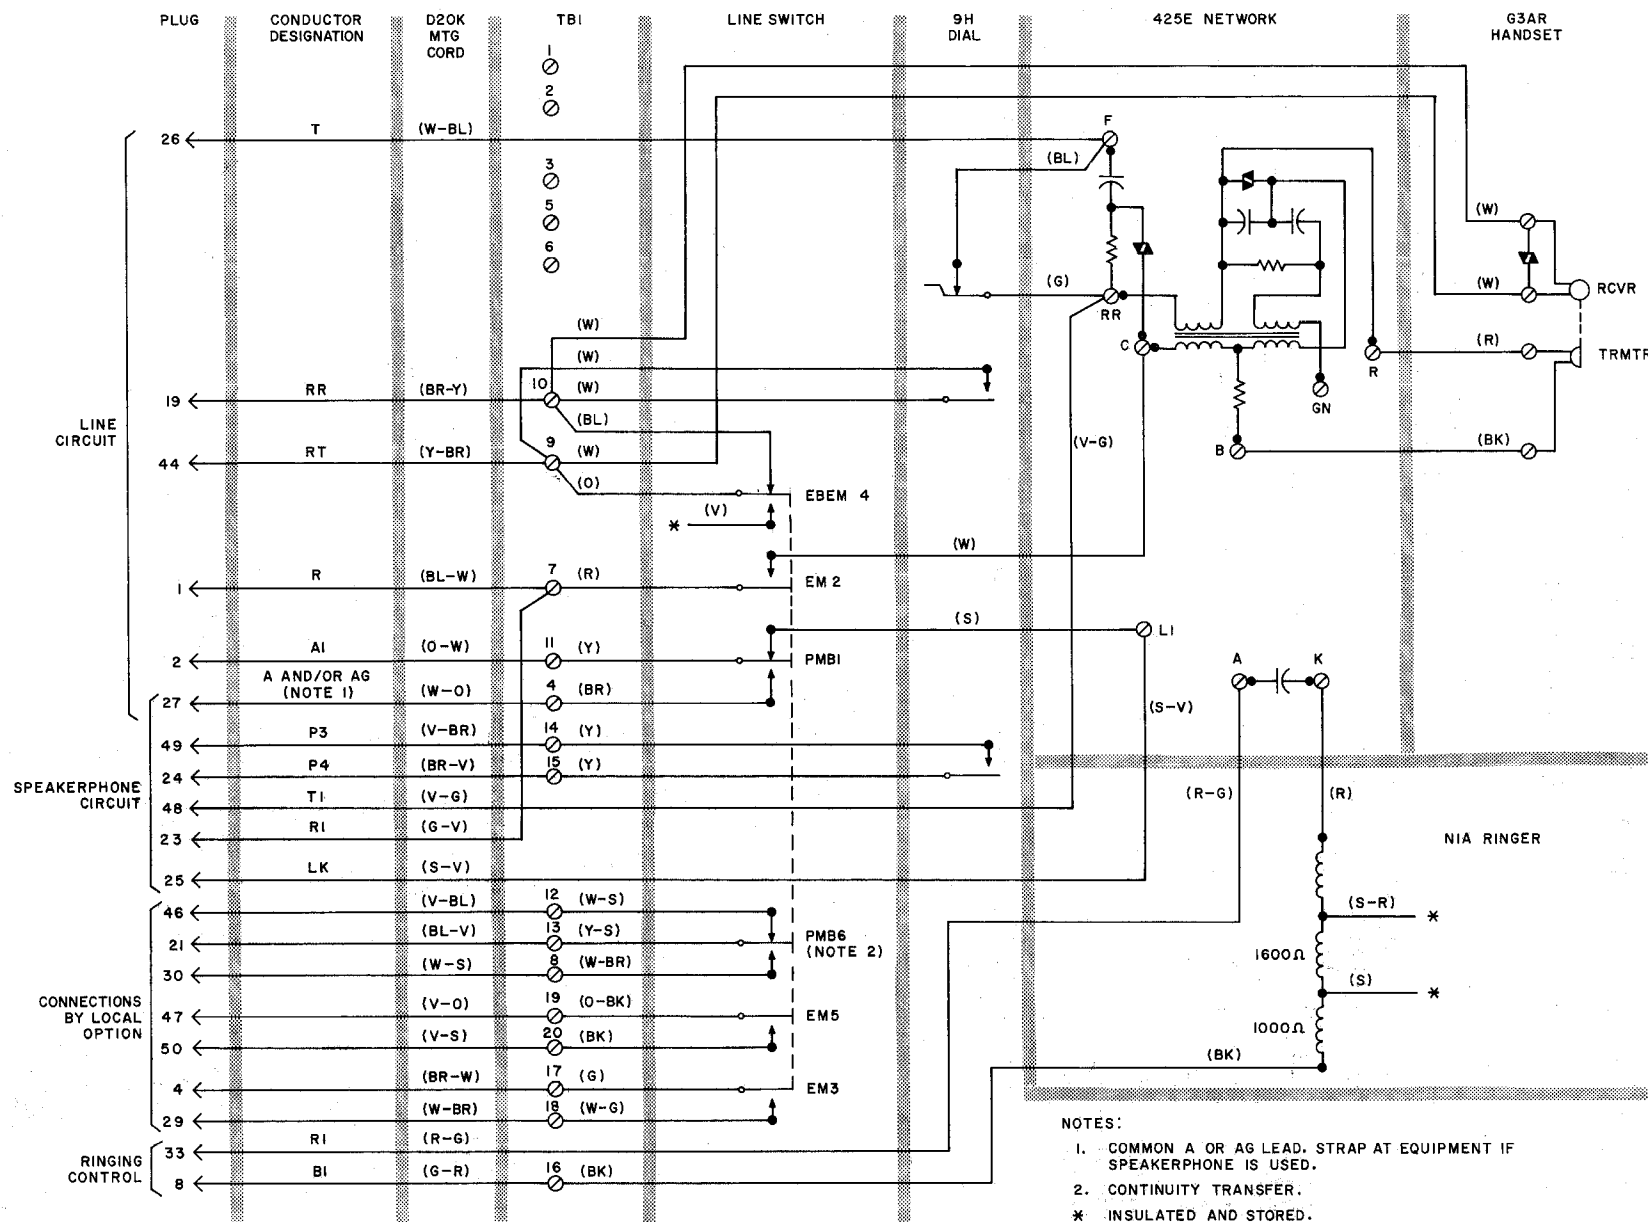 PLUG
CONDUCTOR
DESIGNATION
D20K
MTG
CORD
TB1
LINE SWITCH
9H
DIAL
425E NETWORK
G3AR
HANDSET
1
2
26 T (W-BL)
F
(BL)
3
5
6
(W)
(W)
RCVR
(G)
RR
C
R
(R)
TRMTR
GN
(W)
(W)
19 RR (BR-Y) 10 (W)
(BL)
LINE
CIRCUIT
44 RT (Y-BR) 9 (W)
(O)
(V-G)
B
(BK)
EBEM 4
* (V)
(W)
1 R (BL-W) 7 (R) EM2
(S)
L1
2 A1 (O-W) 11 (Y) PMB1
A AND/OR AG
(NOTE 1)
27 (W-O) 4 (BR)
A K
(S-V)
49 P3 (V-BR) 14 (Y)
24 P4 (BR-V) 15 (Y)
SPEAKERPHONE
CIRCUIT
48 T1 (V-G)
23 R1 (G-V)
25 LK (S-V)
(R-G) (R)
N1A RINGER
46 (V-BL) 12 (W-S)
21 (BL-V) 13 (Y-S) PMB6
(NOTE 2)
30 (W-S) 8 (W-BR)
(S-R) *
1600Ω
(S) *
1000Ω
(BK)
CONNECTIONS
BY LOCAL
OPTION
47 (V-O) 19 (O-BK) EM5
50 (V-S) 20 (BK)
4 (BR-W) 17 (G) EM3
29 (W-BR) 18 (W-G)
RINGING
CONTROL
33 R1 (R-G)
8 B1 (G-R) 16 (BK)
NOTES:
1. COMMON A OR AG LEAD. STRAP AT EQUIPMENT IF
SPEAKERPHONE IS USED.
2. CONTINUITY TRANSFER.
* INSULATED AND STORED.